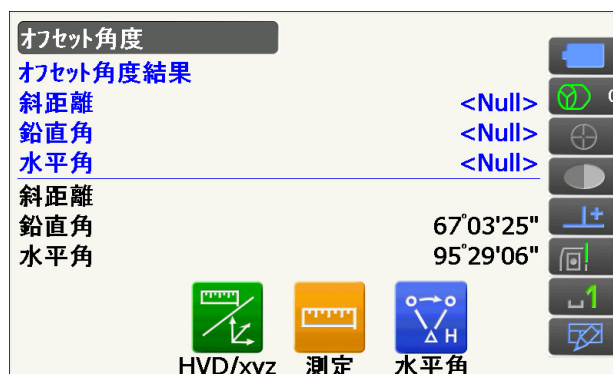 オフセット角度
オフセット角度結果
斜距離 <Null>
鉛直角 <Null>
水平角 <Null>
斜距離
鉛直角 67°03'25"
水平角 95°29'06"
HVD/xyz 測定 水平角